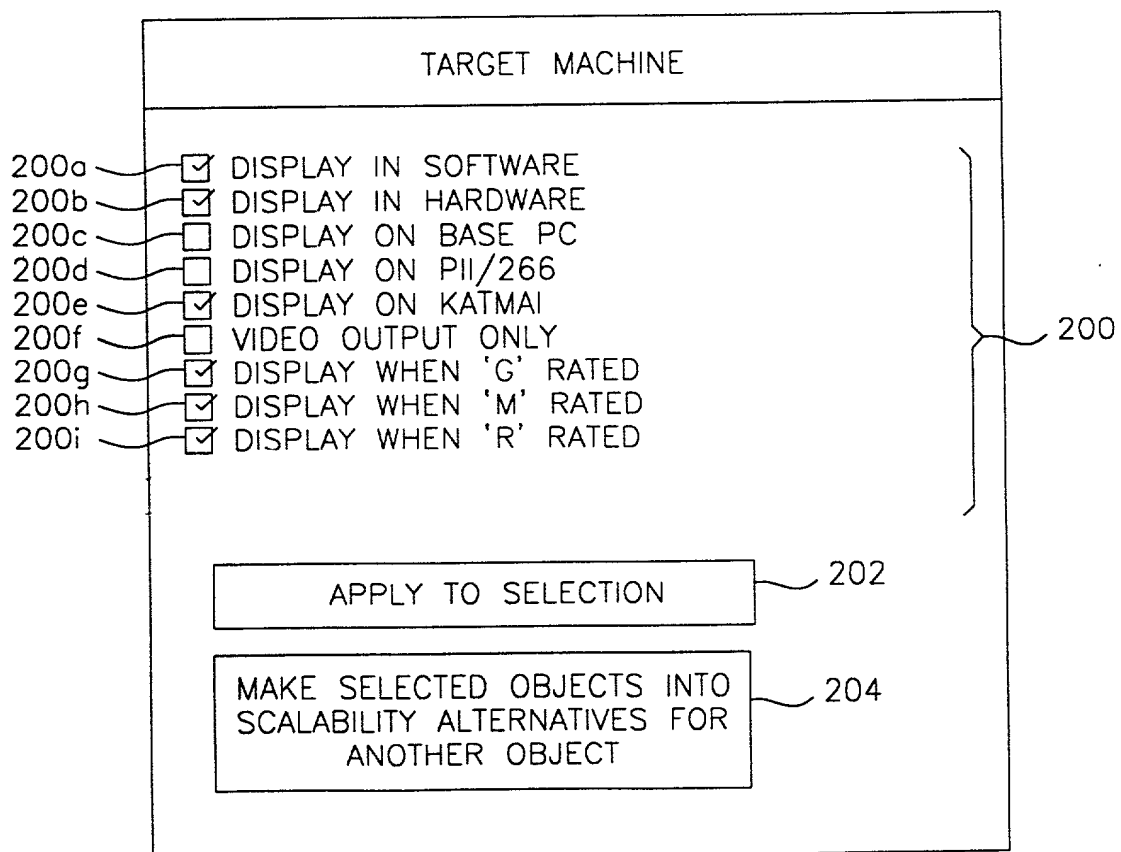 TARGET MACHINE
200a DISPLAY IN SOFTWARE
200b DISPLAY IN HARDWARE
200c DISPLAY ON BASE PC
200d DISPLAY ON PII/266
200e DISPLAY ON KATMAI
200f VIDEO OUTPUT ONLY
200
200g DISPLAY WHEN 'G' RATED
200h DISPLAY WHEN 'M' RATED
200i DISPLAY WHEN 'R' RATED
APPLY TO SELECTION
202
MAKE SELECTED OBJECTS INTO
SCALABILITY ALTERNATIVES FOR
ANOTHER OBJECT
204